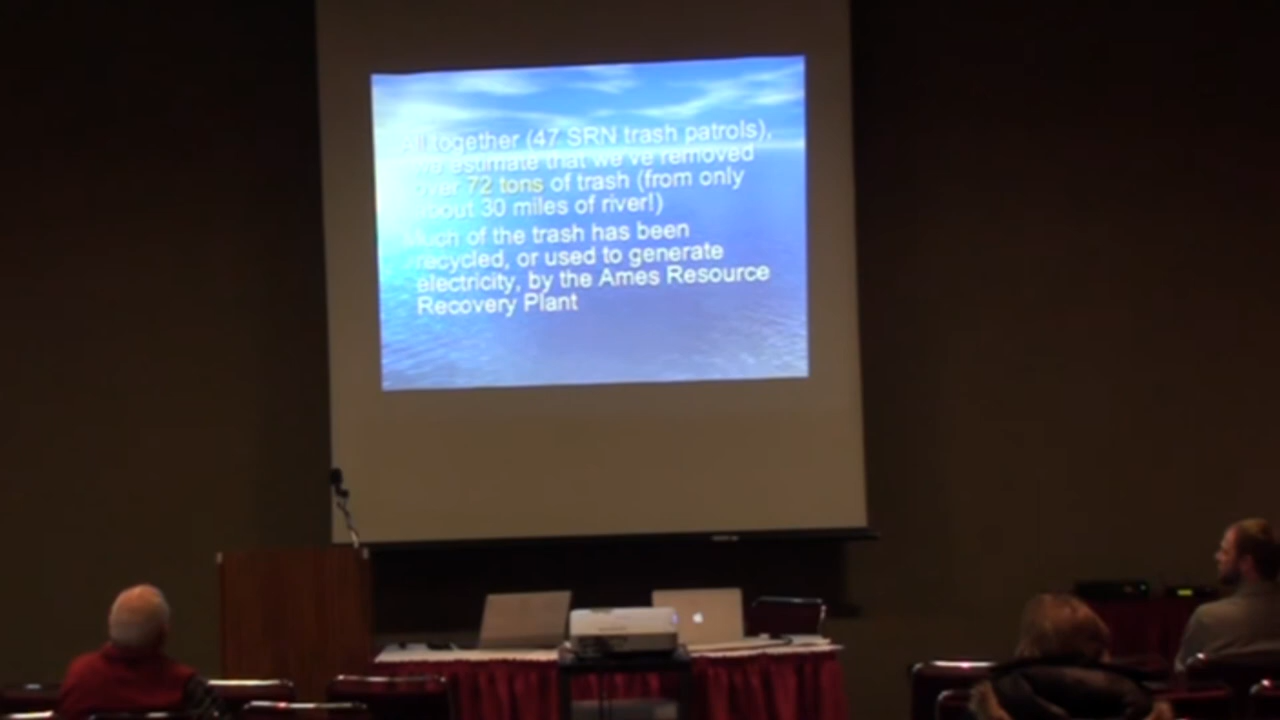 All together (47 SRN trash patrols),
we estimate that we've removed
over 72 tons of trash (from only
about 30 miles of river!)
Much of the trash has been
recycled, or used to generate
electricity, by the Ames Resource
Recovery Plant